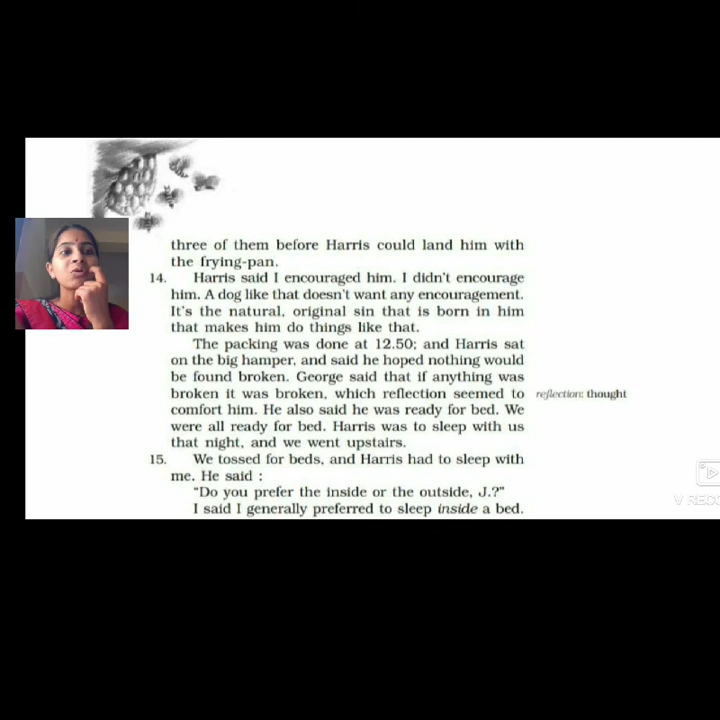 three of them before Harris could land him with
the frying-pan.
14. Harris said I encouraged him. I didn't encourage
him. A dog like that doesn't want any encouragement.
It's the natural, original sin that is born in him
that makes him do things like that.
The packing was done at 12.50; and Harris sat
on the big hamper, and said he hoped nothing would
be found broken. George said that if anything was
broken it was broken, which reflection seemed to
reflection: thought
comfort him. He also said he was ready for bed. We
were all ready for bed. Harris was to sleep with us
that night, and we went upstairs.
15. We tossed for beds, and Harris had to sleep with
me. He said :
"Do you prefer the inside or the outside, J.?"
I said I generally preferred to sleep inside a bed.
V RECO